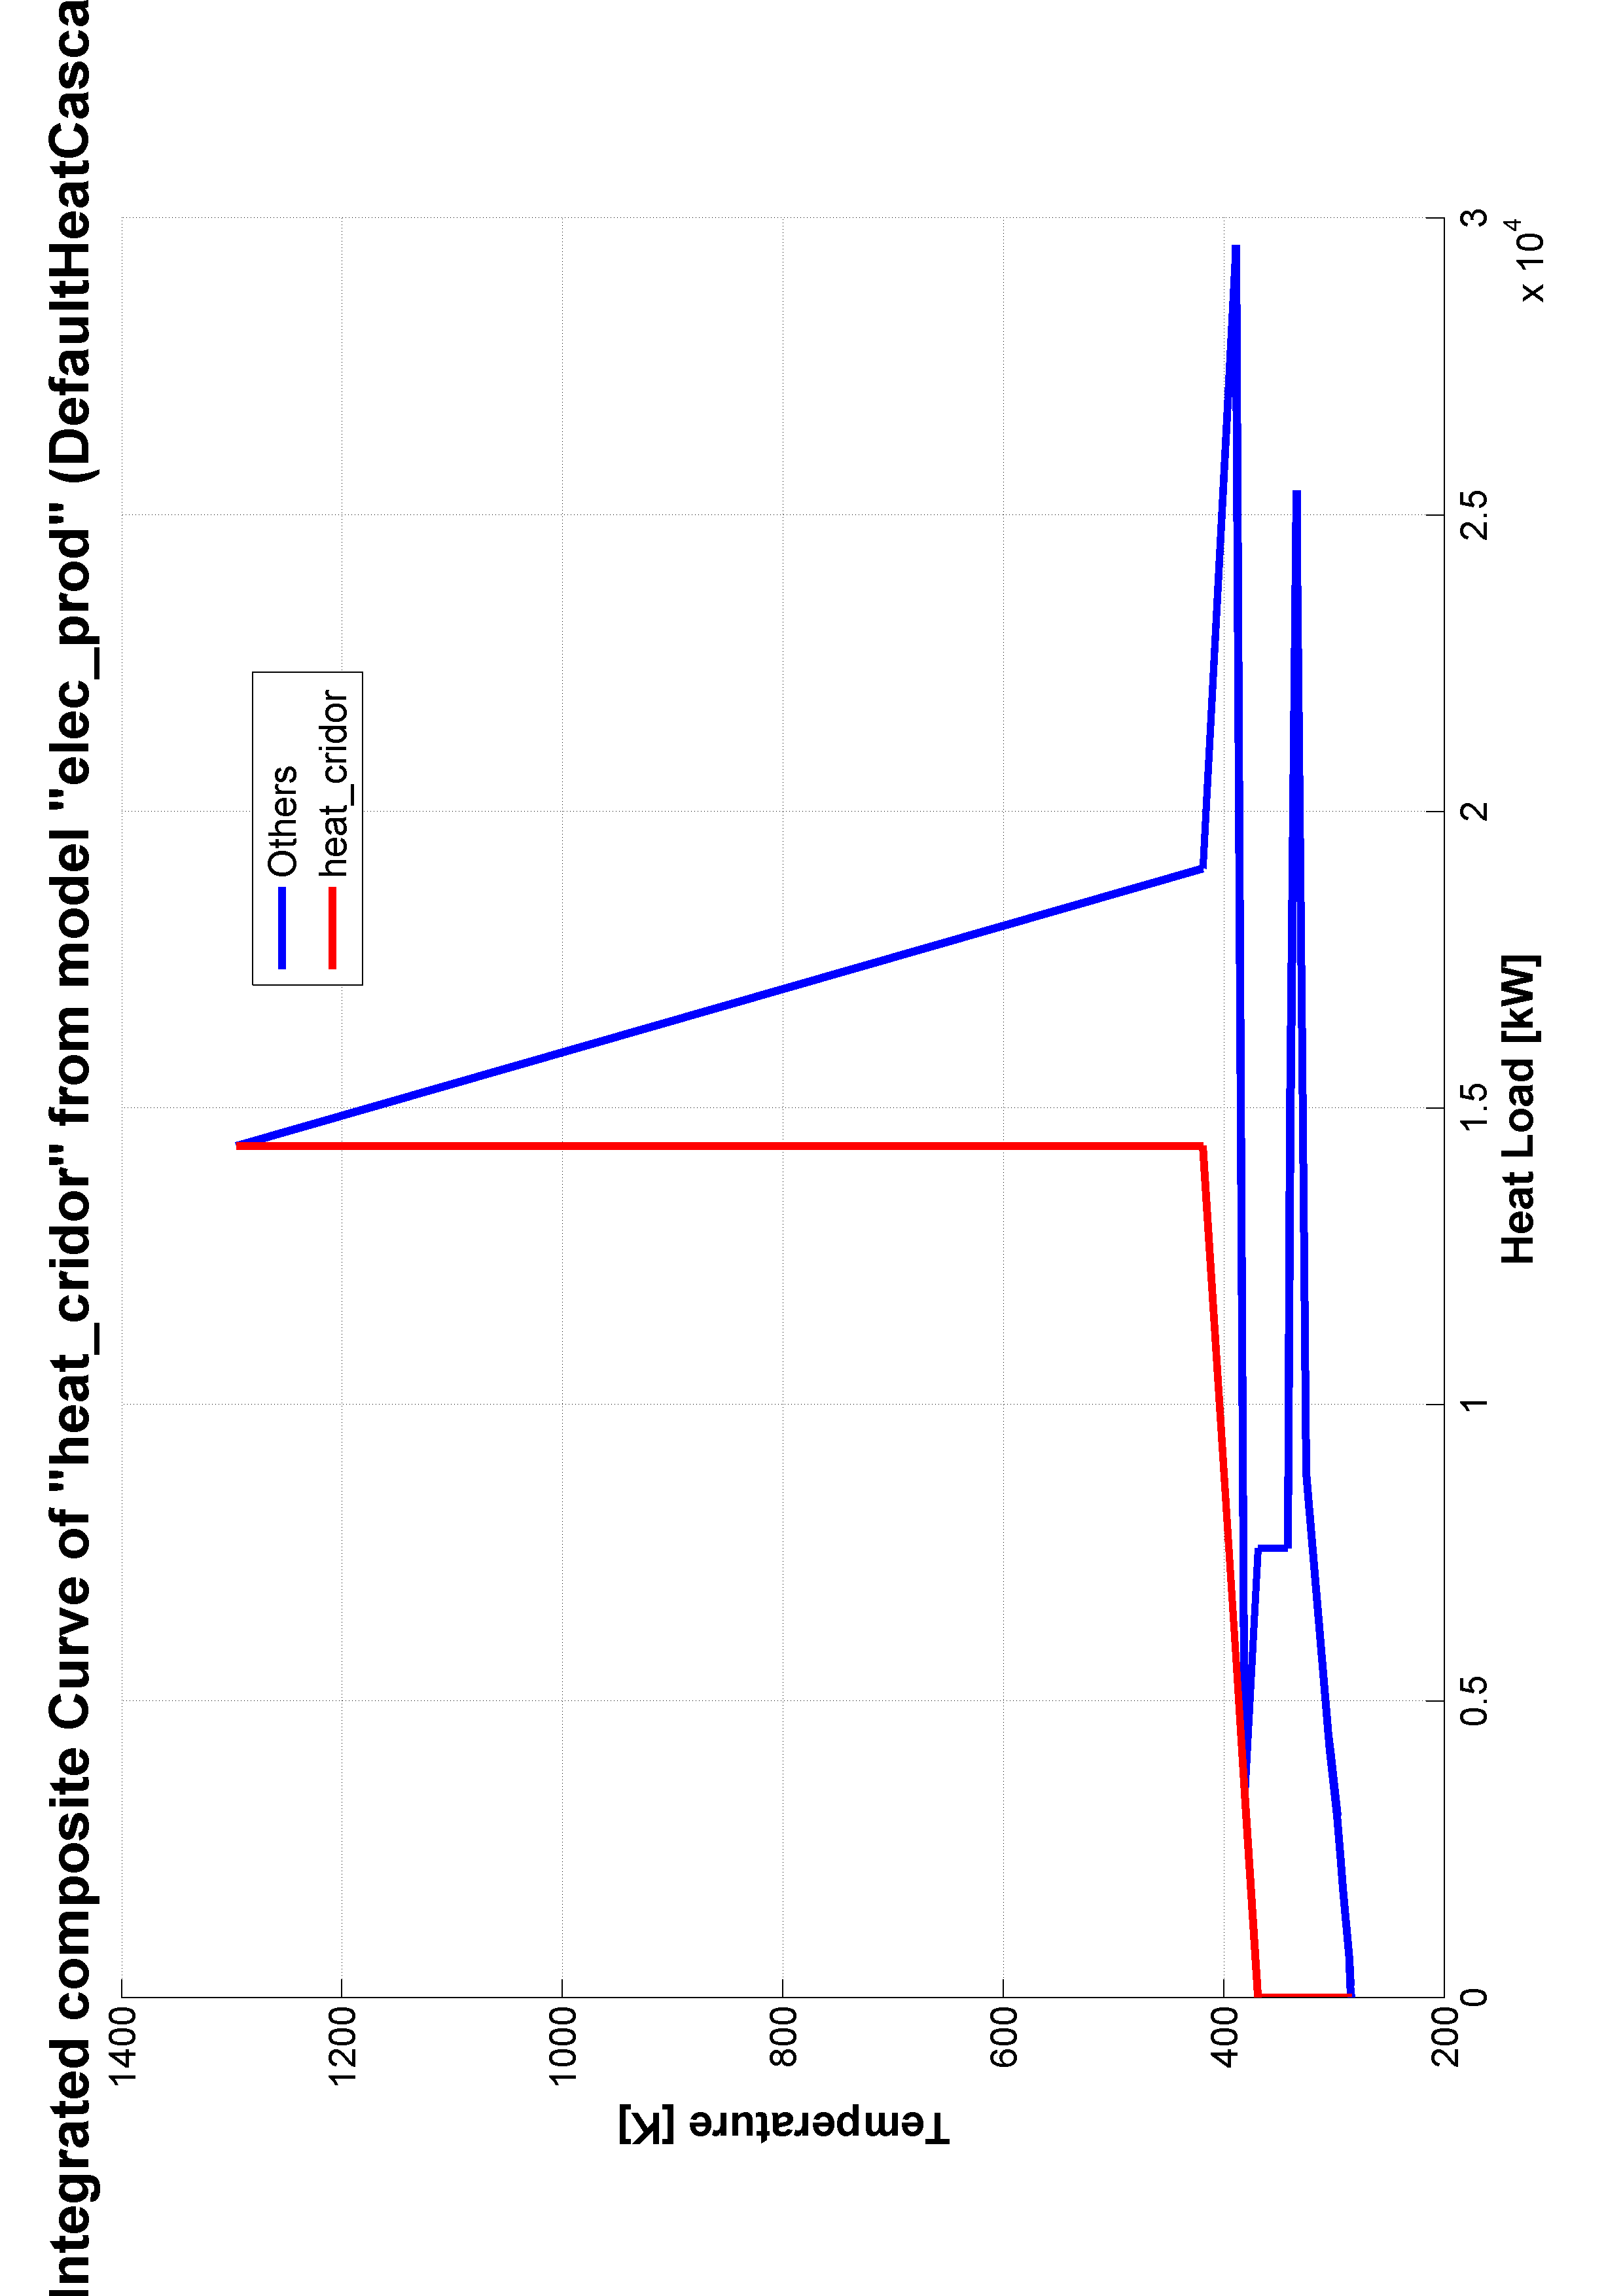 Integrated composite Curve of "heat_cridor" from model "elec_prod" (DefaultHeatCasca
1400
1200
1000
800
600
400
200
Temperature [K]
Others
heat_cridor
0
0.5
1
1.5
2
2.5
3
x 10^4
Heat Load [kW]